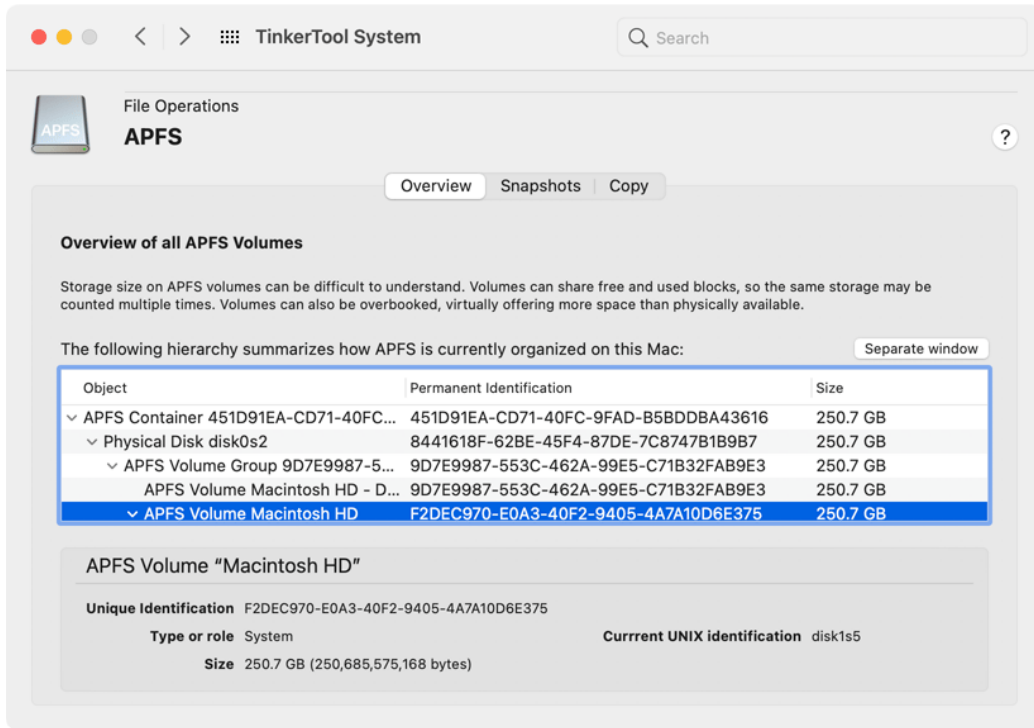 TinkerTool System
Search
APFS
File Operations
APFS
?
Overview Snapshots Copy
Overview of all APFS Volumes
Storage size on APFS volumes can be difficult to understand. Volumes can share free and used blocks, so the same storage may be
counted multiple times. Volumes can also be overbooked, virtually offering more space than physically available.
The following hierarchy summarizes how APFS is currently organized on this Mac:
Separate window
Object Permanent Identification Size
APFS Container 451D91EA-CD71-40FC... 451D91EA-CD71-40FC-9FAD-B5BDDBA43616 250.7 GB
Physical Disk disk0s2 8441618F-62BE-45F4-87DE-7C8747B1B9B7 250.7 GB
APFS Volume Group 9D7E9987-5... 9D7E9987-553C-462A-99E5-C71B32FAB9E3 250.7 GB
APFS Volume Macintosh HD - D... 9D7E9987-553C-462A-99E5-C71B32FAB9E3 250.7 GB
APFS Volume Macintosh HD F2DEC970-E0A3-40F2-9405-4A7A10D6E375 250.7 GB
APFS Volume “Macintosh HD”
Unique Identification F2DEC970-E0A3-40F2-9405-4A7A10D6E375
Type or role System Currrent UNIX identification disk1s5
Size 250.7 GB (250,685,575,168 bytes)